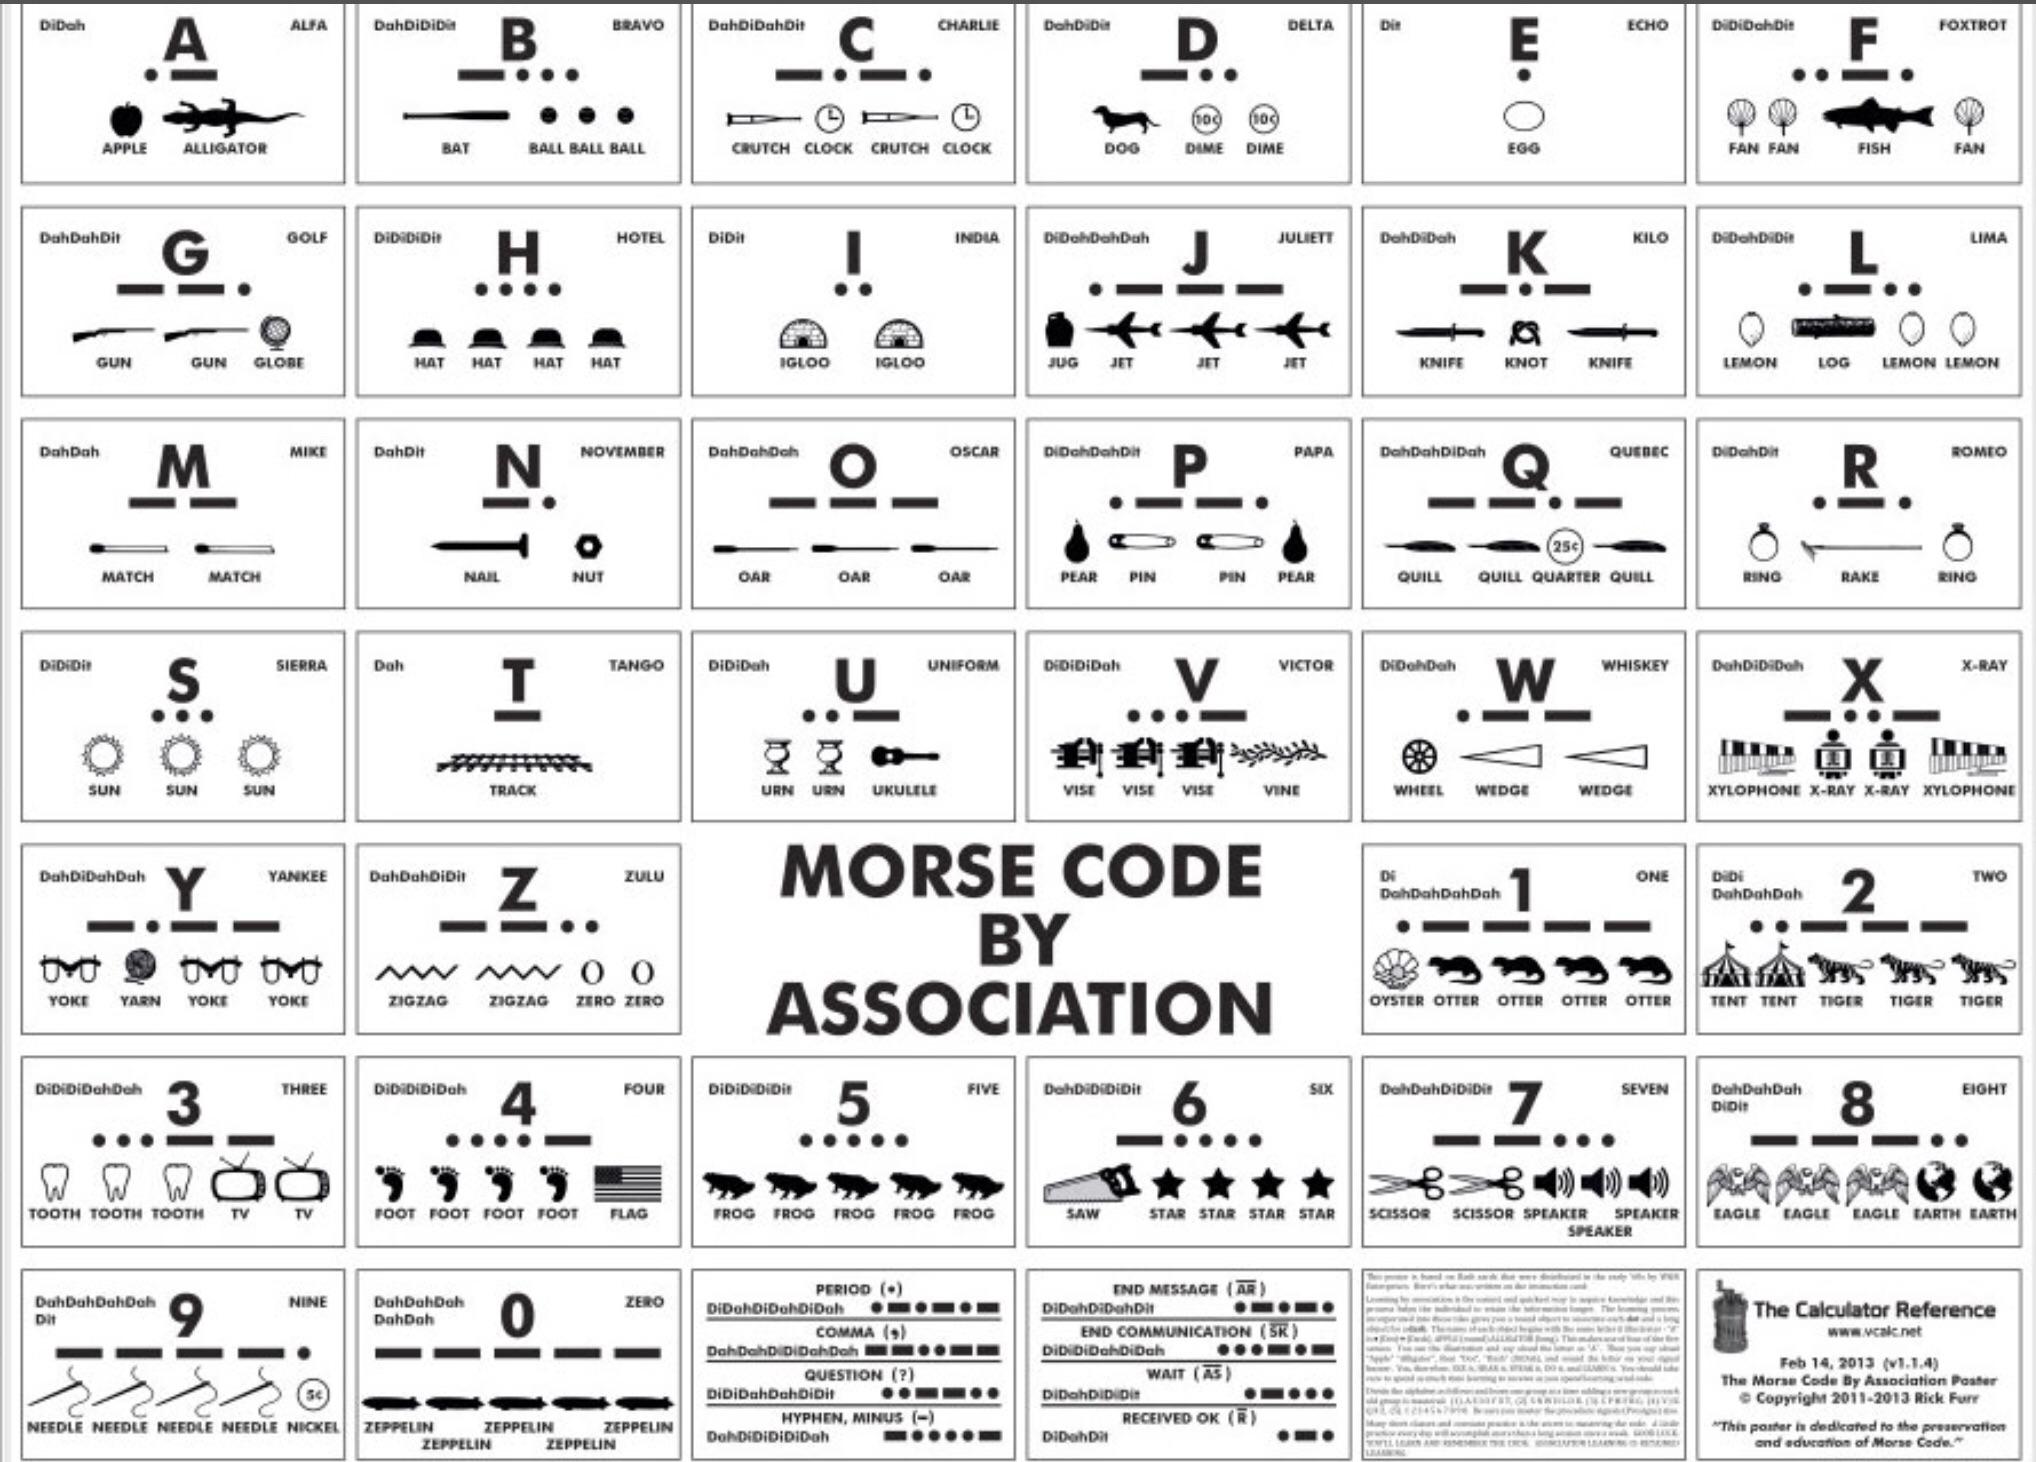 DiDah A ALFA
APPLE ALLIGATOR
DahDiDiDit B BRAVO
BAT BALL BALL BALL
DahDiDahDit C CHARLIE
CRUTCH CLOCK CRUTCH CLOCK
DahDiDit D DELTA
10¢ 10¢
DOG DIME DIME
Dit E ECHO
EGG
DiDiDahDit F FOXTROT
FAN FAN FISH FAN
DahDahDit G GOLF
GUN GUN GLOBE
DiDiDiDit H HOTEL
HAT HAT HAT HAT
DiDit I INDIA
IGLOO IGLOO
DiDahDahDah J JULIETT
JUG JET JET JET
DahDiDah K KILO
KNIFE KNOT KNIFE
DiDahDiDit L LIMA
LEMON LOG LEMON LEMON
DahDah M MIKE
MATCH MATCH
DahDit N NOVEMBER
NAIL NUT
DahDahDah O OSCAR
OAR OAR OAR
DiDahDahDit P PAPA
PEAR PIN PIN PEAR
DahDahDiDah Q QUEBEC
25¢
QUILL QUILL QUARTER QUILL
DiDahDit R ROMEO
RING RAKE RING
DiDiDit S SIERRA
SUN SUN SUN
Dah T TANGO
TRACK
DiDiDah U UNIFORM
URN URN UKULELE
DiDiDiDah V VICTOR
VISE VISE VISE VINE
DiDahDah W WHISKEY
WHEEL WEDGE WEDGE
DahDiDiDah X X-RAY
XYLOPHONE X-RAY X-RAY XYLOPHONE
DahDiDahDah Y YANKEE
YOKE YARN YOKE YOKE
DahDahDiDit Z ZULU
0 0
ZIGZAG ZIGZAG ZERO ZERO
MORSE CODE
BY
ASSOCIATION
Di
DahDahDahDah 1 ONE
OYSTER OTTER OTTER OTTER OTTER
DiDi
DahDahDah 2 TWO
TENT TENT TIGER TIGER TIGER
DiDiDiDahDah 3 THREE
TOOTH TOOTH TOOTH TV TV
DiDiDiDiDah 4 FOUR
FOOT FOOT FOOT FOOT FLAG
DiDiDiDiDit 5 FIVE
FROG FROG FROG FROG FROG
DahDiDiDiDit 6 SIX
SAW STAR STAR STAR STAR
DahDahDiDiDit 7 SEVEN
SCISSOR SCISSOR SPEAKER SPEAKER
SPEAKER
DahDahDah
DiDit 8 EIGHT
EAGLE EAGLE EAGLE EARTH EARTH
DahDahDahDah
Dit 9 NINE
5¢
NEEDLE NEEDLE NEEDLE NEEDLE NICKEL
DahDahDah
DahDah 0 ZERO
ZEPPELIN ZEPPELIN ZEPPELIN
ZEPPELIN ZEPPELIN
PERIOD (•)
DiDahDiDahDiDah
COMMA (,)
DahDahDiDiDahDah
QUESTION (?)
DiDiDahDahDiDit
HYPHEN, MINUS (–)
DahDiDiDiDiDah
END MESSAGE (AR)
DiDahDiDahDit
END COMMUNICATION (SK)
DiDiDiDahDiDah
WAIT (AS)
DiDahDiDiDit
RECEIVED OK (R)
DiDahDit
The Calculator Reference
www.vcalc.net
Feb 14, 2013 (v1.1.4)
The Morse Code By Association Poster
© Copyright 2011-2013 Rick Furr
"This poster is dedicated to the preservation
and education of Morse Code."